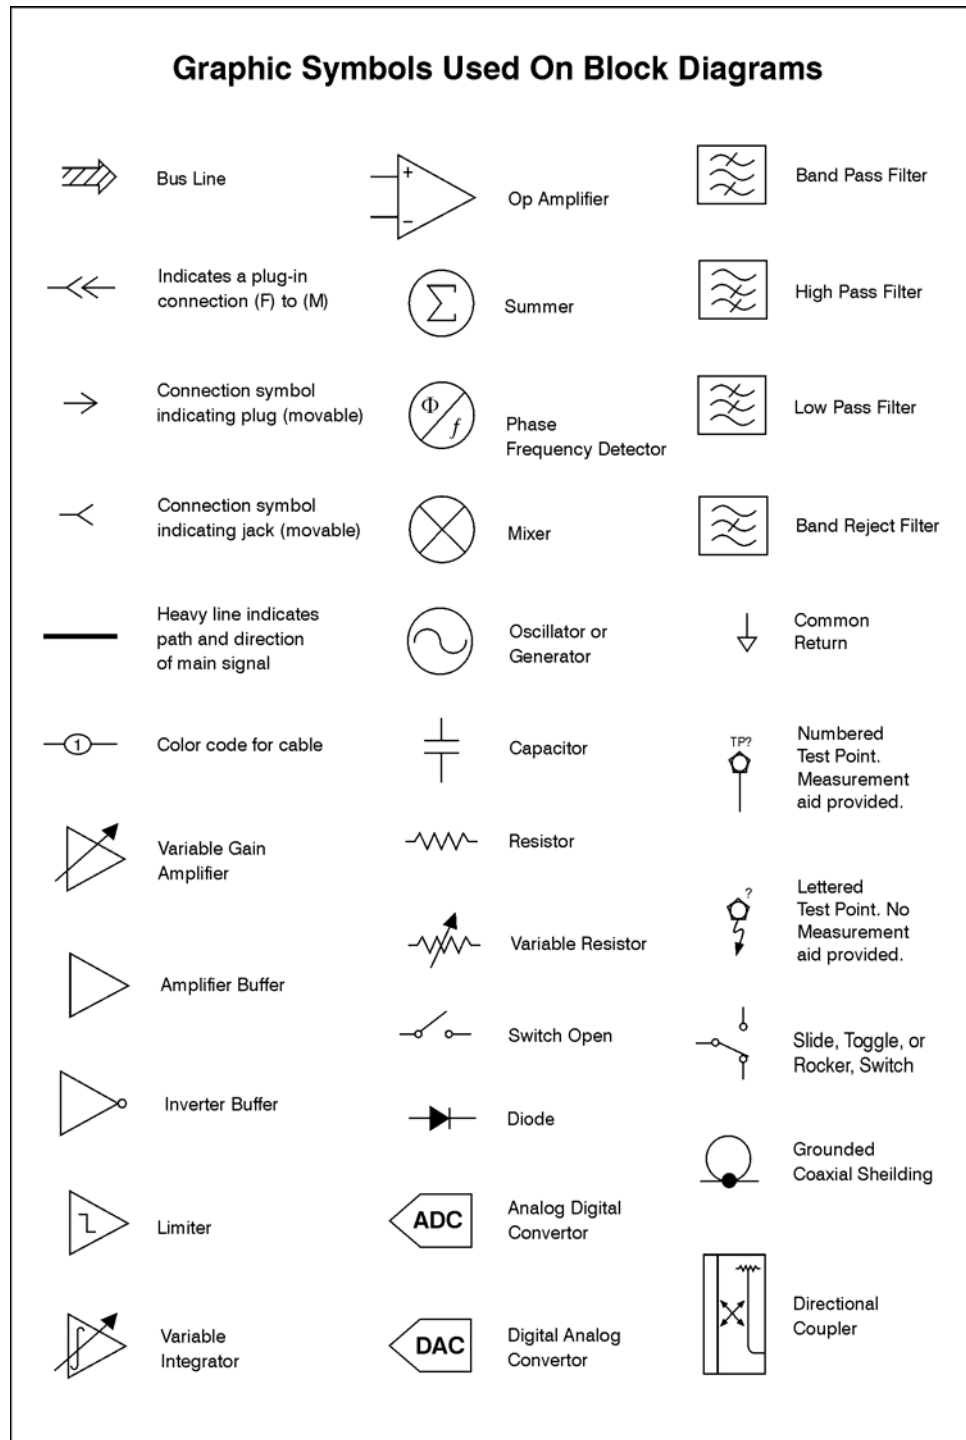 Graphic Symbols Used On Block Diagrams
Bus Line
Indicates a plug-in
connection (F) to (M)
Connection symbol
indicating plug (movable)
Connection symbol
indicating jack (movable)
Heavy line indicates
path and direction
of main signal
1
Color code for cable
Variable Gain
Amplifier
Amplifier Buffer
Inverter Buffer
Limiter
Variable
Integrator
+
−
Op Amplifier
Σ
Summer
Φ
f
Phase
Frequency Detector
Mixer
Oscillator or
Generator
Capacitor
Resistor
Variable Resistor
Switch Open
Diode
ADC
Analog Digital
Convertor
DAC
Digital Analog
Convertor
Band Pass Filter
High Pass Filter
Low Pass Filter
Band Reject Filter
Common
Return
TP?
Numbered
Test Point.
Measurement
aid provided.
?
Lettered
Test Point. No
Measurement
aid provided.
Slide, Toggle, or
Rocker, Switch
Grounded
Coaxial Sheilding
Directional
Coupler